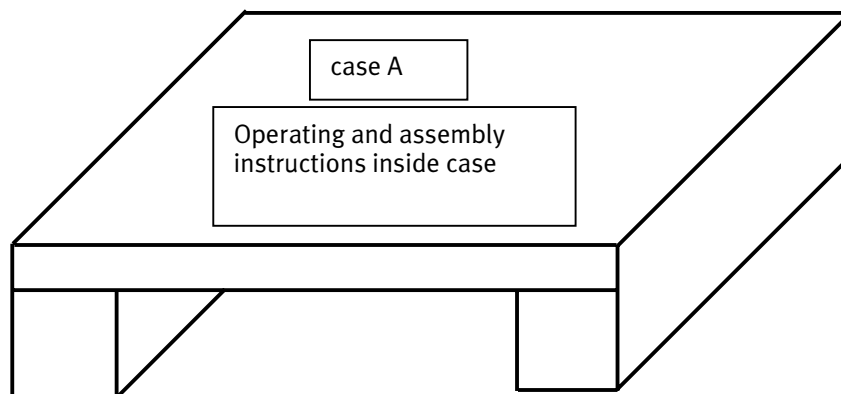 case A
Operating and assembly
instructions inside case